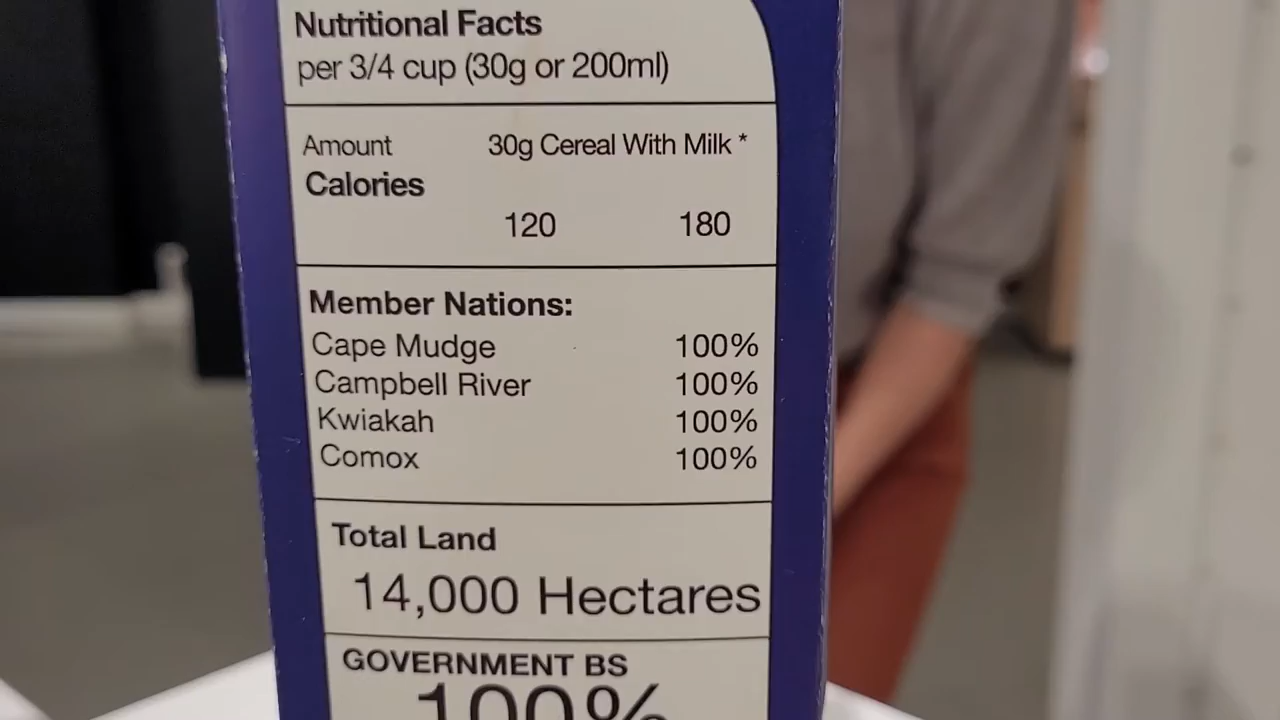 Nutritional Facts
per 3/4 cup (30g or 200ml)
Amount 30g Cereal With Milk *
Calories
120 180
Member Nations:
Cape Mudge 100%
Campbell River 100%
Kwiakah 100%
Comox 100%
Total Land
14,000 Hectares
GOVERNMENT BS
100%